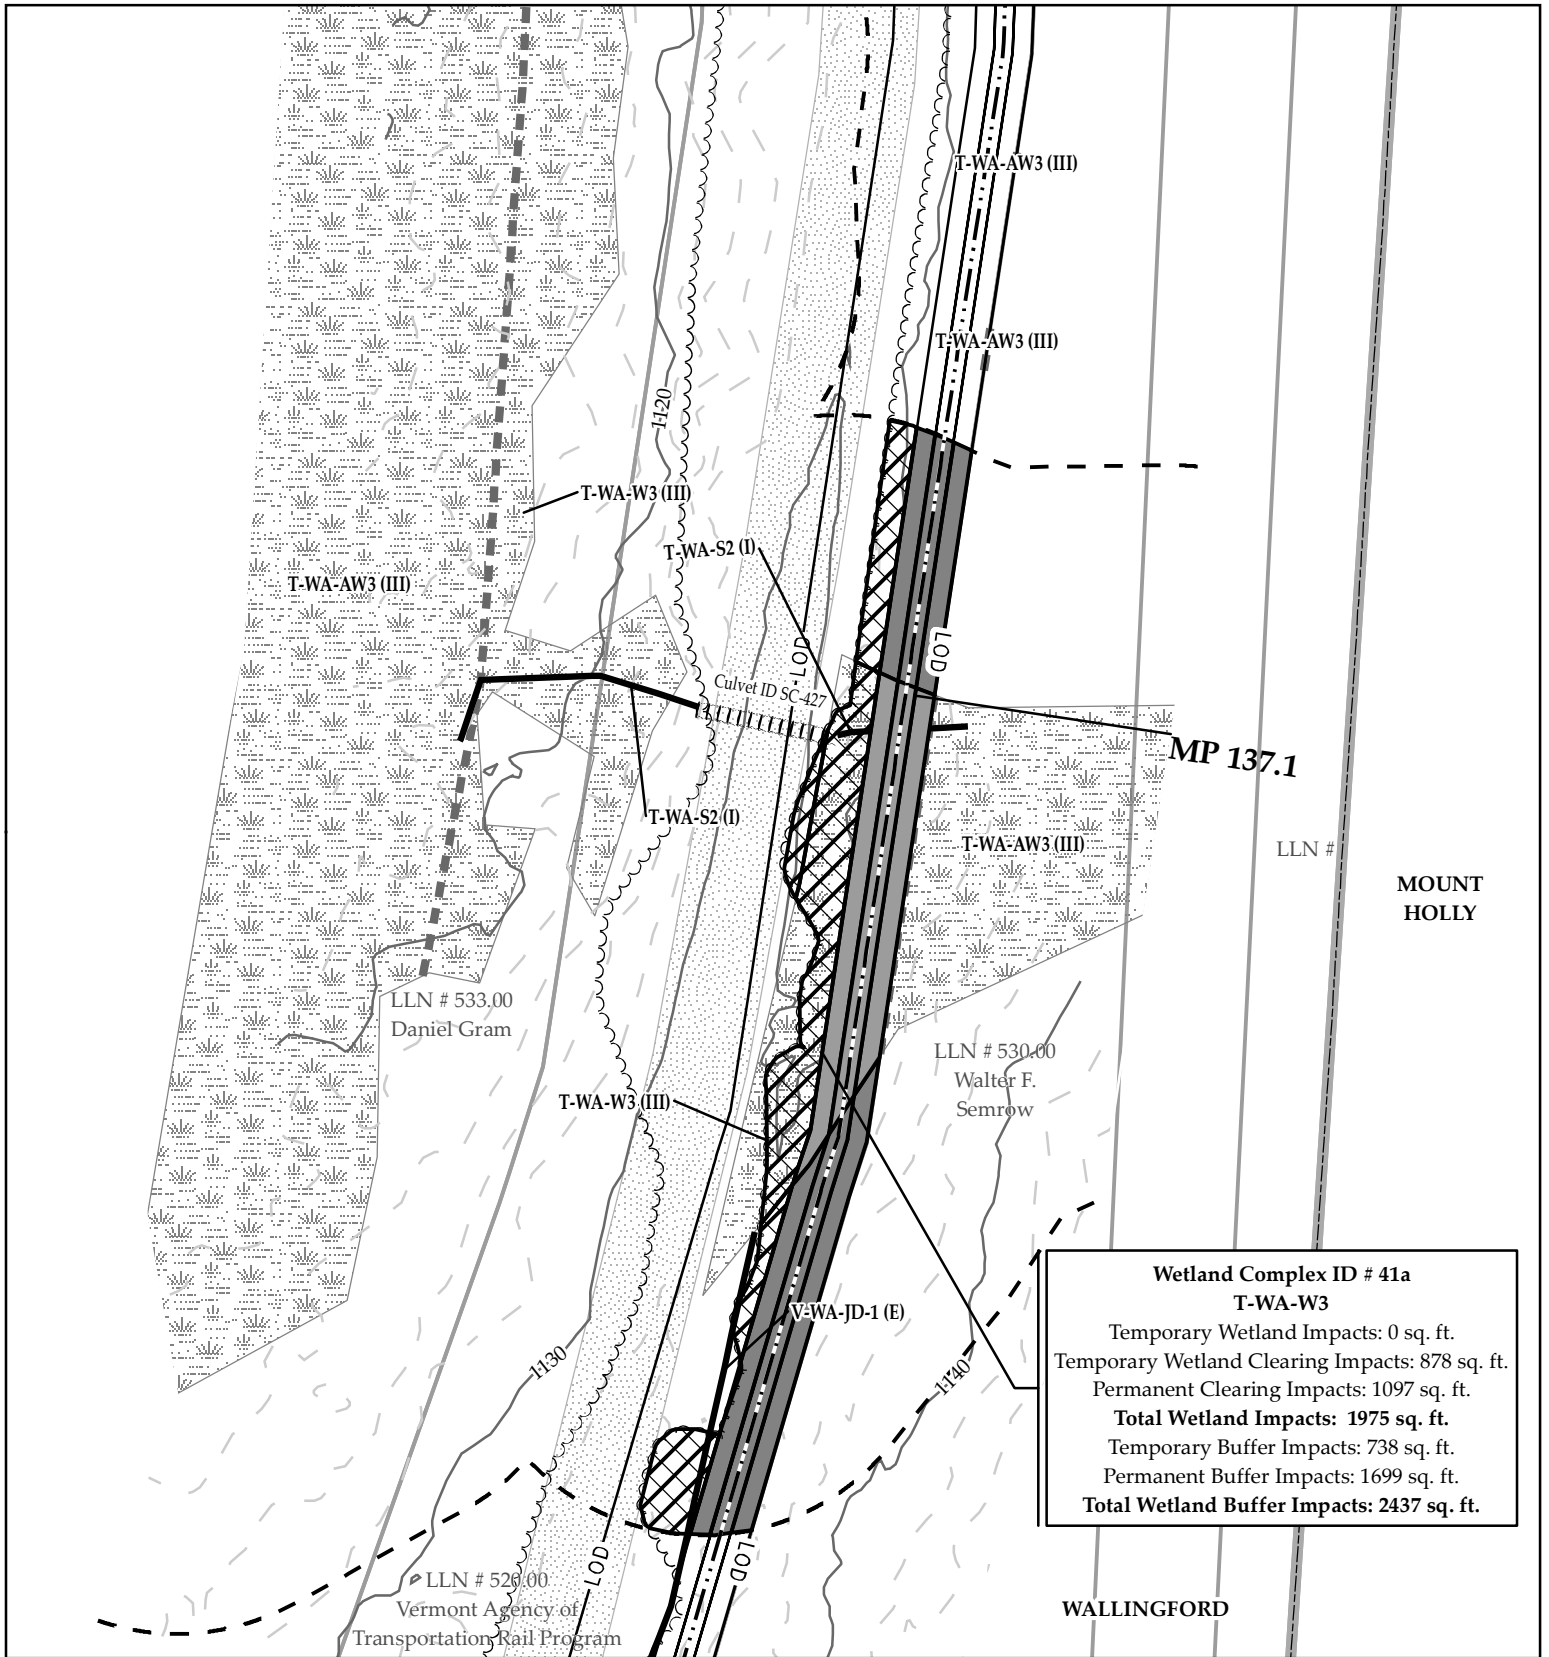 T-WA-AW3 (III)
T-WA-AW3 (III)
1120
T-WA-W3 (III)
T-WA-S2 (I)
T-WA-AW3 (III)
LOD
LOD
Culvet ID SC-427
MP 137.1
T-WA-S2 (I)
T-WA-AW3 (III)
LLN #
MOUNT
HOLLY
LLN # 533.00
Daniel Gram
LLN # 530.00
Walter F.
Semrow
T-WA-W3 (III)
Wetland Complex ID # 41a
T-WA-W3
Temporary Wetland Impacts: 0 sq. ft.
Temporary Wetland Clearing Impacts: 878 sq. ft.
Permanent Clearing Impacts: 1097 sq. ft.
Total Wetland Impacts: 1975 sq. ft.
Temporary Buffer Impacts: 738 sq. ft.
Permanent Buffer Impacts: 1699 sq. ft.
Total Wetland Buffer Impacts: 2437 sq. ft.
V-WA-JD-1 (E)
1130
1140
LOD
LOD
LLN # 520.00
Vermont Agency of
Transportation Rail Program
WALLINGFORD